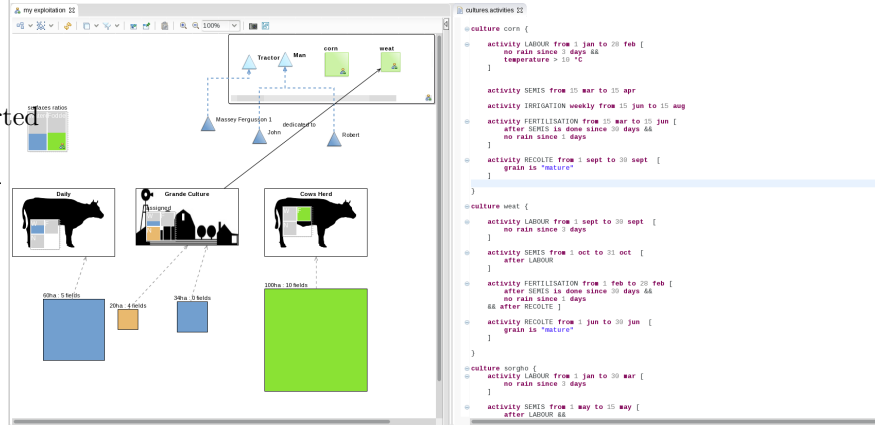 my exploitation
100%
Tractor
Man
corn
weat
surfaces ratios
rted
Massey Fergusson 1
John
dedicated to
Robert
Daily
Grande Culture
Cows Herd
assigned
60ha : 5 fields
20ha : 4 fields
34ha : 0 fields
100ha : 10 fields
cultures activities
culture corn {
activity LABOUR from 1 jan to 28 feb [
no rain since 3 days &&
temperature > 10 °C
]
activity SEMIS from 15 mar to 15 apr
activity IRRIGATION weekly from 15 jun to 15 aug
activity FERTILISATION from 15 mar to 15 jun [
after SEMIS is done since 30 days &&
no rain since 1 days
]
activity RECOLTE from 1 sept to 30 sept [
grain is "mature"
]
}
culture weat {
activity LABOUR from 1 sept to 30 sept [
no rain since 3 days
]
activity SEMIS from 1 oct to 31 oct [
after LABOUR
]
activity FERTILISATION from 1 feb to 28 feb [
after SEMIS is done since 30 days &&
no rain since 1 days
&& after RECOLTE ]
activity RECOLTE from 1 jun to 30 jun [
grain is "mature"
]
}
culture sorgho {
activity LABOUR from 1 jan to 30 mar [
no rain since 3 days
]
activity SEMIS from 1 may to 15 may [
after LABOUR &&